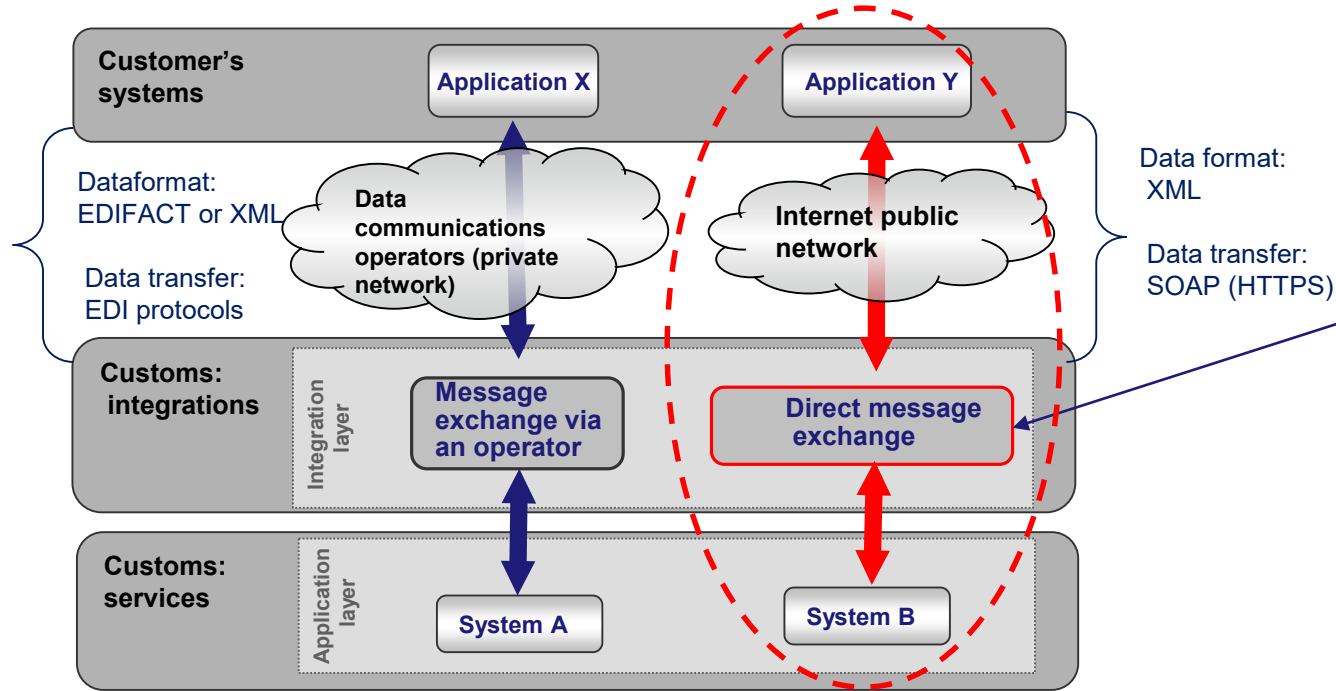 Customer's
systems
Application X
Application Y
Dataformat:
EDIFACT or XML
Data transfer:
EDI protocols
Data
communications
operators (private
network)
Internet public
network
Data format:
XML
Data transfer:
SOAP (HTTPS)
Customs:
integrations
Integration
layer
Message
exchange via
an operator
Direct message
exchange
Customs:
services
Application
layer
System A
System B